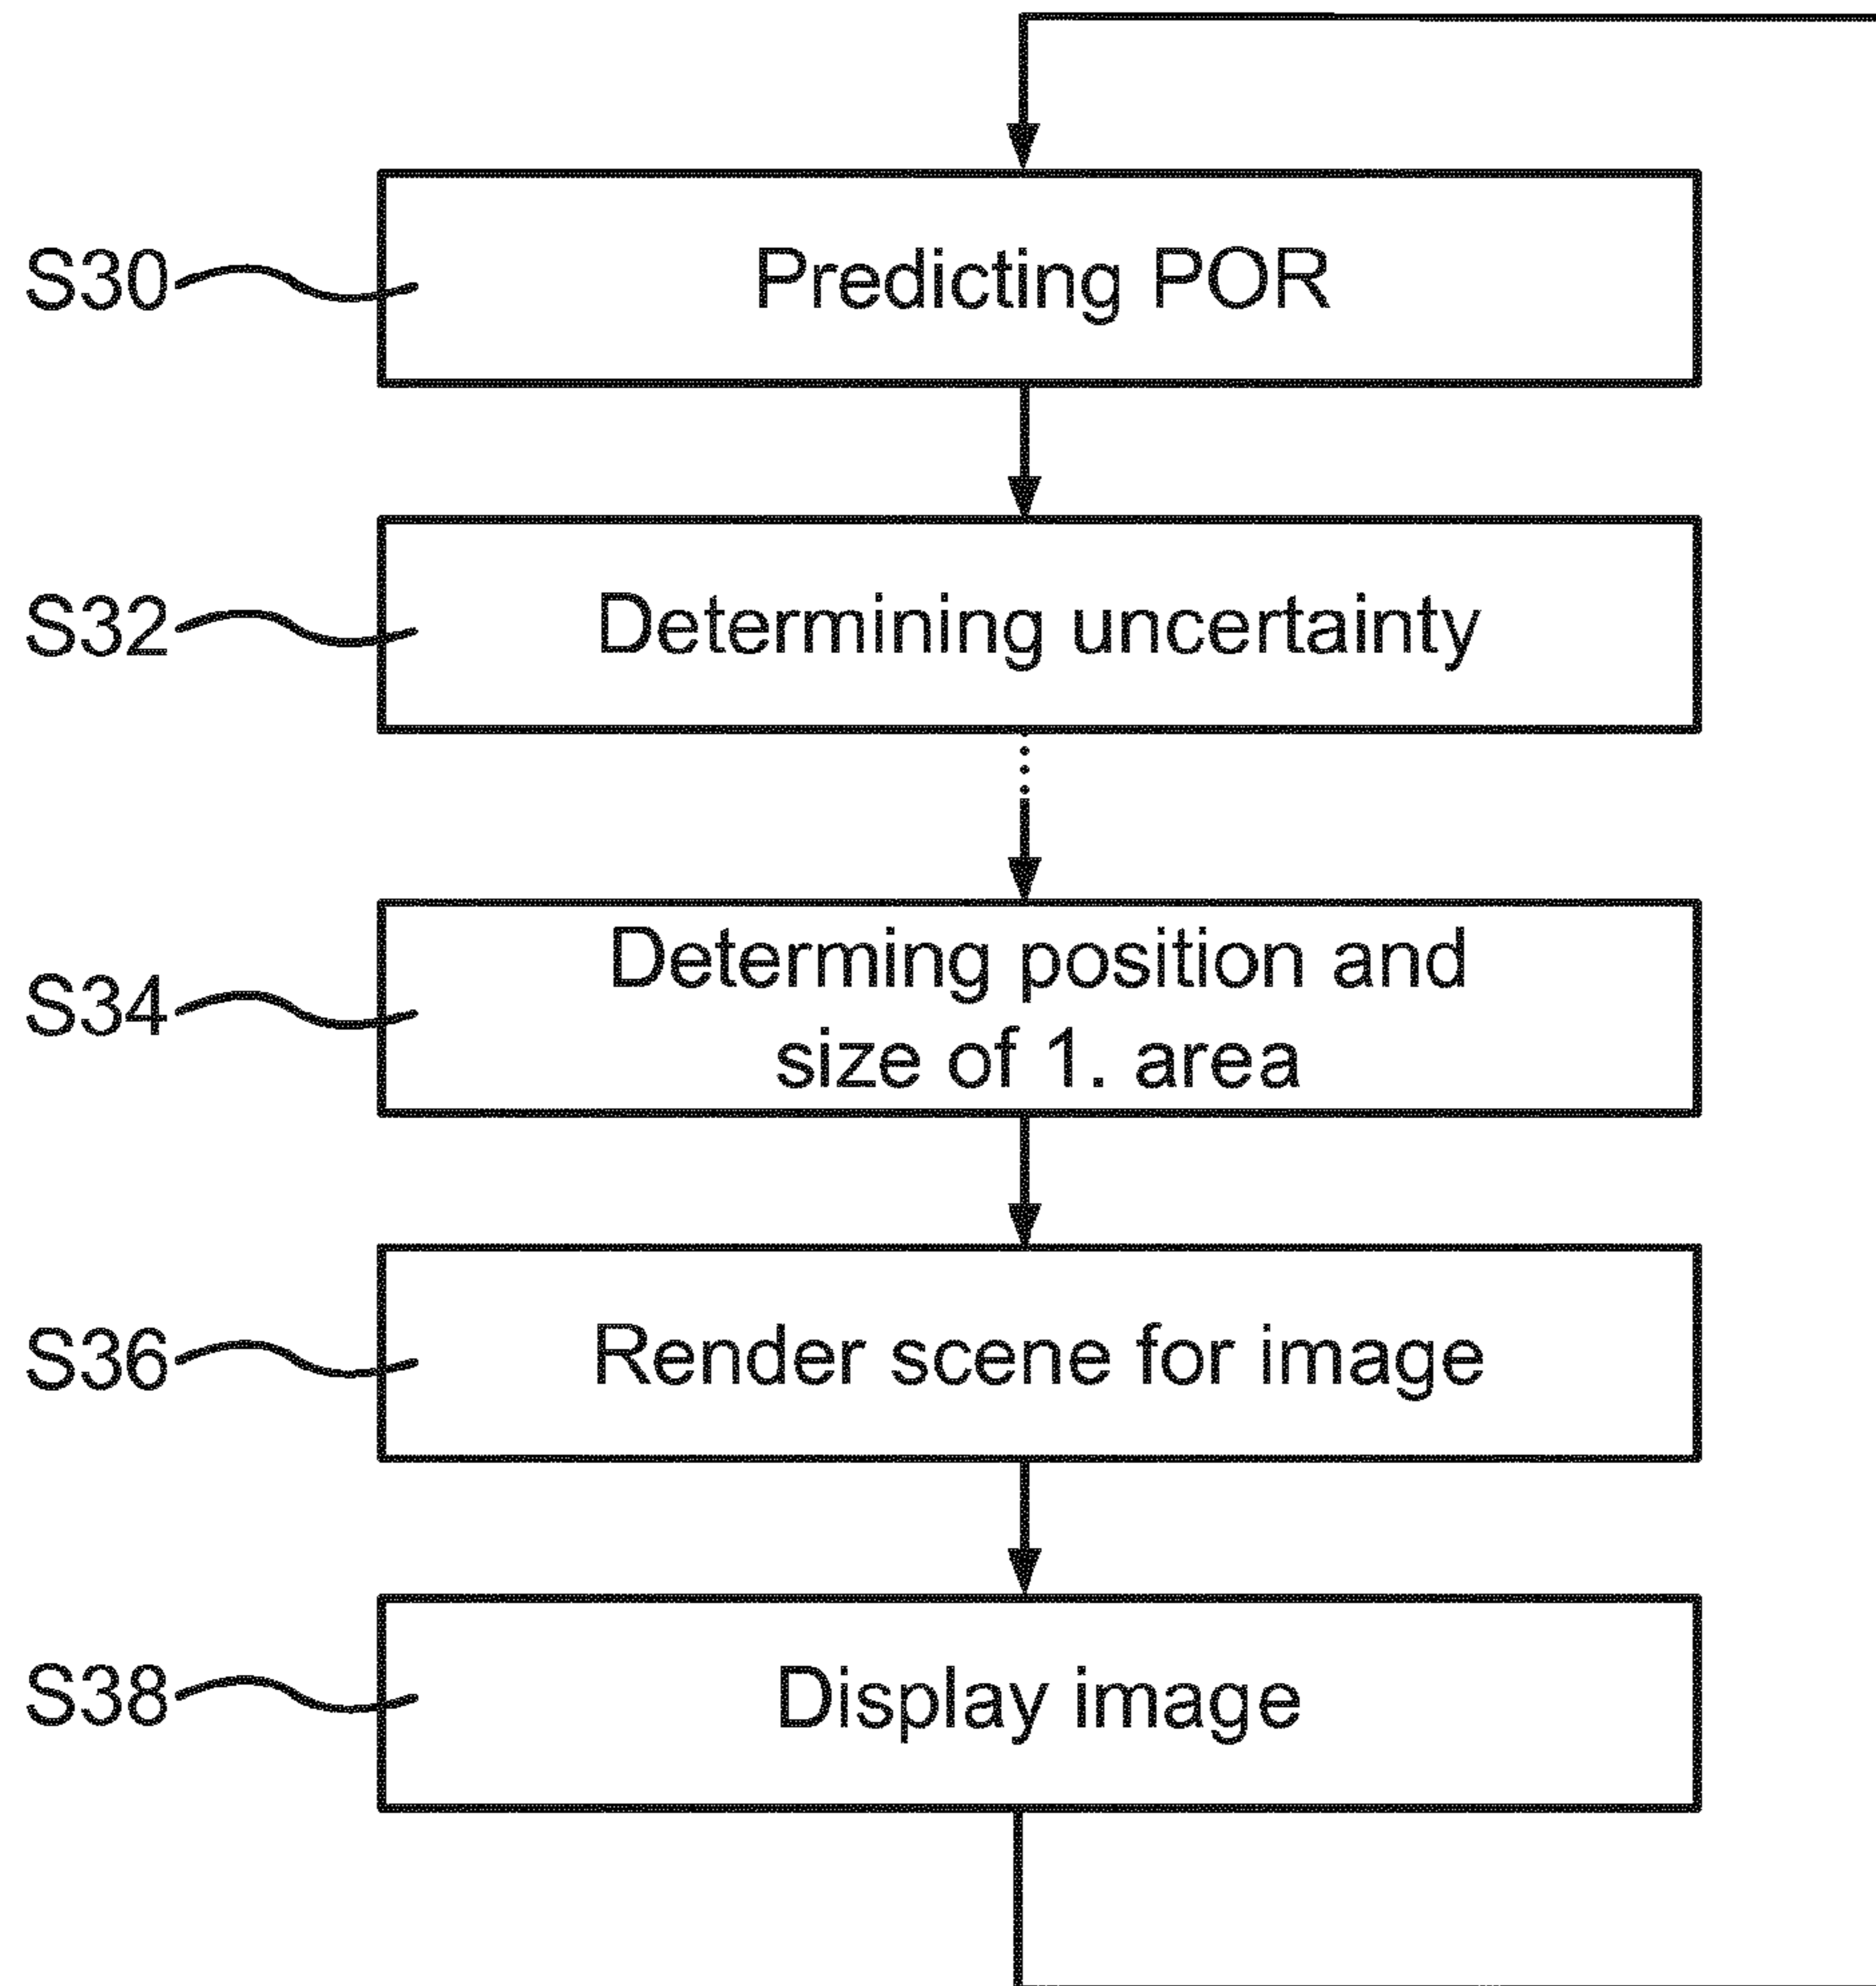 S30 Predicting POR
S32 Determining uncertainty
S34 Determing position and
size of 1. area
S36 Render scene for image
S38 Display image